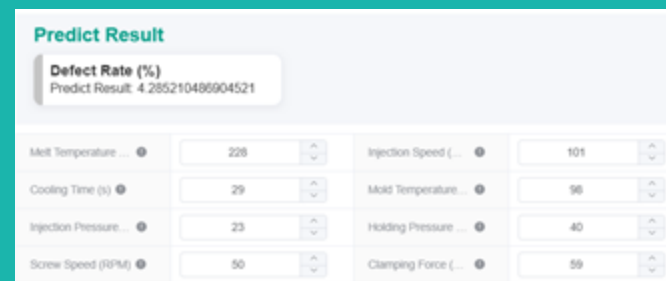 Predict Result
Defect Rate (%)
Predict Result: 4.285210486904521
Melt Temperature ... 228 Injection Speed (... 101
Cooling Time (s) 29 Mold Temperature... 98
Injection Pressure... 23 Holding Pressure ... 40
Screw Speed (RPM) 50 Clamping Force (... 59